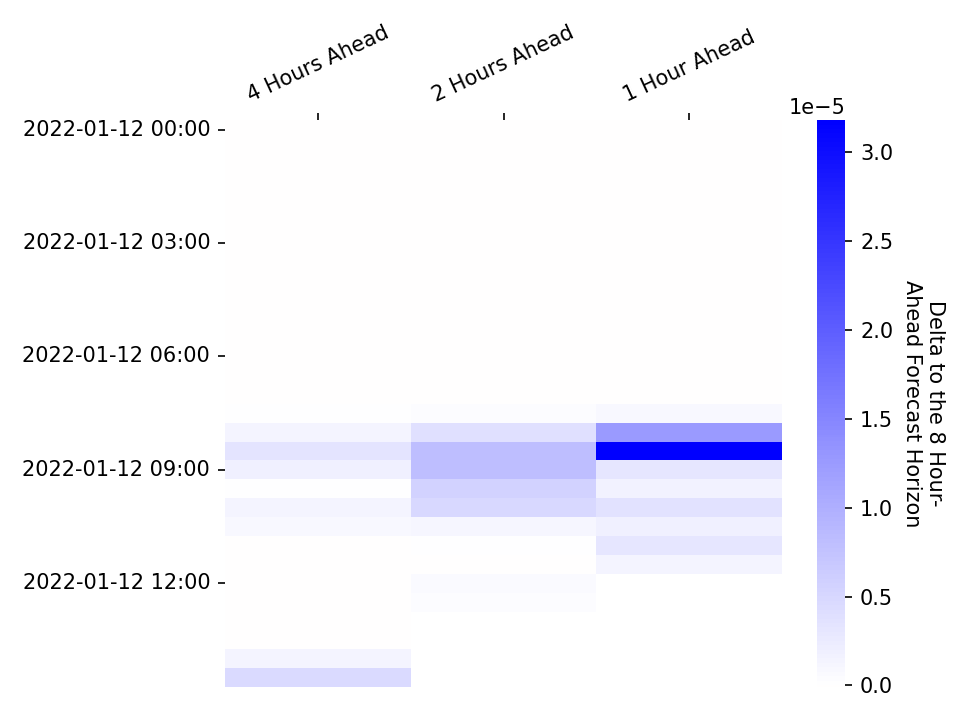 4 Hours Ahead
2 Hours Ahead
1 Hour Ahead
1e−5
2022-01-12 00:00
2022-01-12 03:00
2022-01-12 06:00
2022-01-12 09:00
2022-01-12 12:00
3.0
2.5
2.0
1.5
1.0
0.5
0.0
Delta to the 8 Hour-
Ahead Forecast Horizon